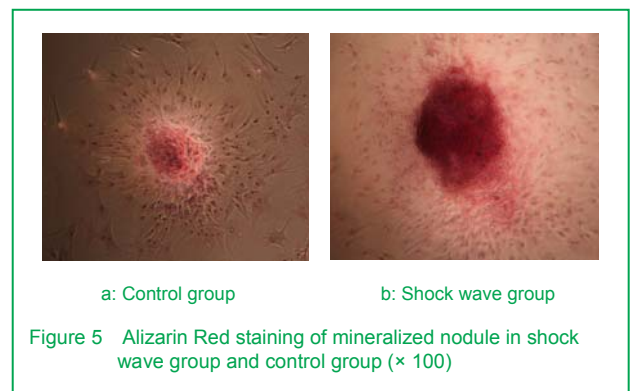 a: Control group
b: Shock wave group
Figure 5 Alizarin Red staining of mineralized nodule in shock
wave group and control group (× 100)